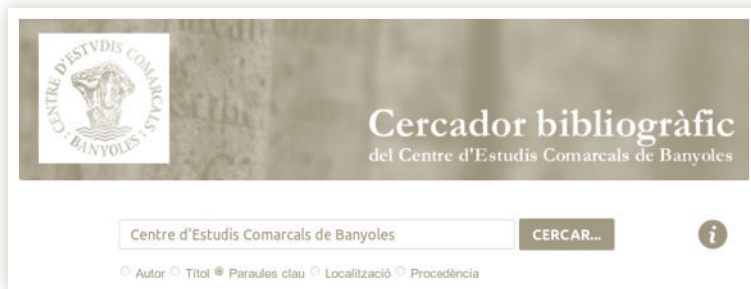 CENTRE D'ESTVDIS COMARCALS
BANYOLES
Cercador bibliogràfic
del Centre d'Estudis Comarcals de Banyoles
Centre d'Estudis Comarcals de Banyoles CERCAR... i
Autor Títol Paraules clau Localització Procedència